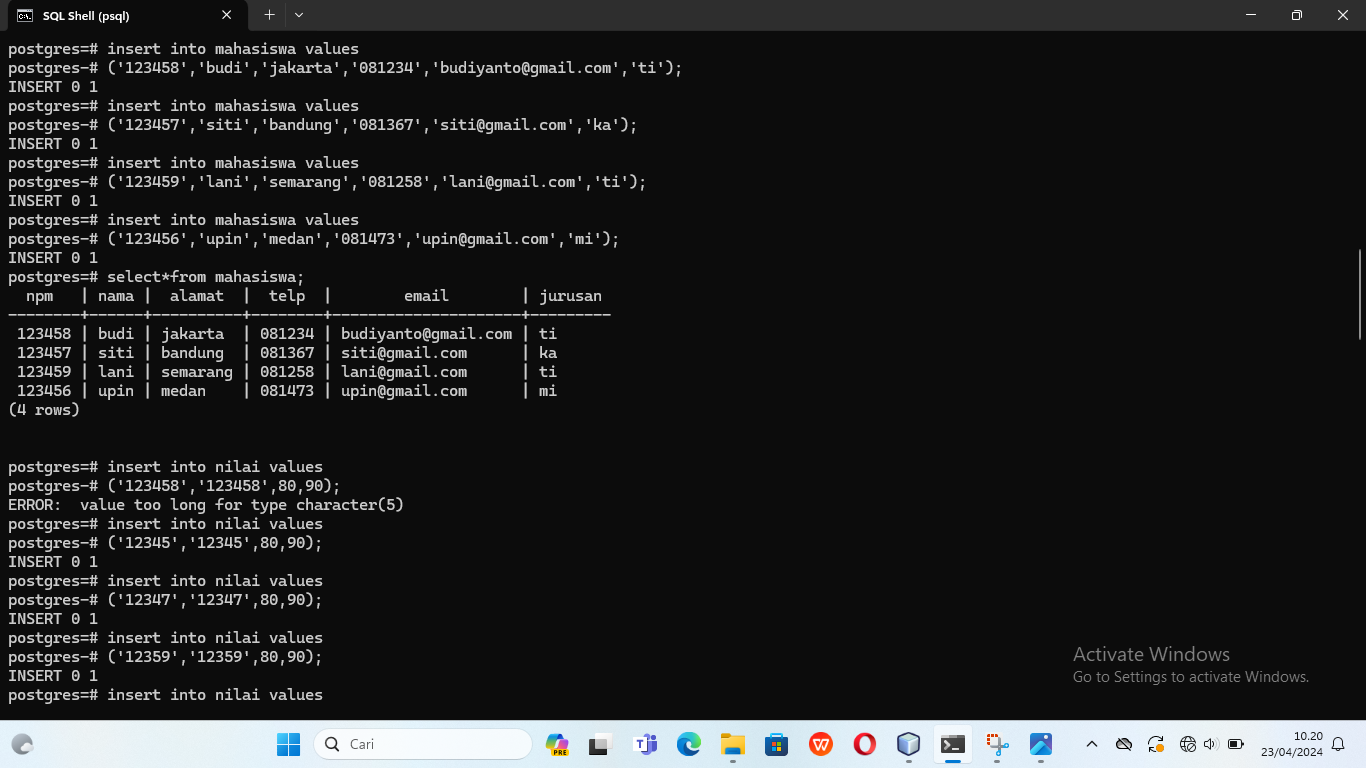 SQL Shell (psql)
postgres=# insert into mahasiswa values
postgres-# ('123458','budi','jakarta','081234','budiyanto@gmail.com','ti');
INSERT 0 1
postgres=# insert into mahasiswa values
postgres-# ('123457','siti','bandung','081367','siti@gmail.com','ka');
INSERT 0 1
postgres=# insert into mahasiswa values
postgres-# ('123459','lani','semarang','081258','lani@gmail.com','ti');
INSERT 0 1
postgres=# insert into mahasiswa values
postgres-# ('123456','upin','medan','081473','upin@gmail.com','mi');
INSERT 0 1
postgres=# select*from mahasiswa;
  npm   | nama |  alamat  |  telp  |        email        | jurusan
--------+------+----------+--------+---------------------+---------
 123458 | budi | jakarta  | 081234 | budiyanto@gmail.com | ti
 123457 | siti | bandung  | 081367 | siti@gmail.com      | ka
 123459 | lani | semarang | 081258 | lani@gmail.com      | ti
 123456 | upin | medan    | 081473 | upin@gmail.com      | mi
(4 rows)
postgres=# insert into nilai values
postgres-# ('123458','123458',80,90);
ERROR:  value too long for type character(5)
postgres=# insert into nilai values
postgres-# ('12345','12345',80,90);
INSERT 0 1
postgres=# insert into nilai values
postgres-# ('12347','12347',80,90);
INSERT 0 1
postgres=# insert into nilai values
postgres-# ('12359','12359',80,90);
INSERT 0 1
postgres=# insert into nilai values
Activate Windows
Go to Settings to activate Windows.
Cari
PRE
10.20
23/04/2024